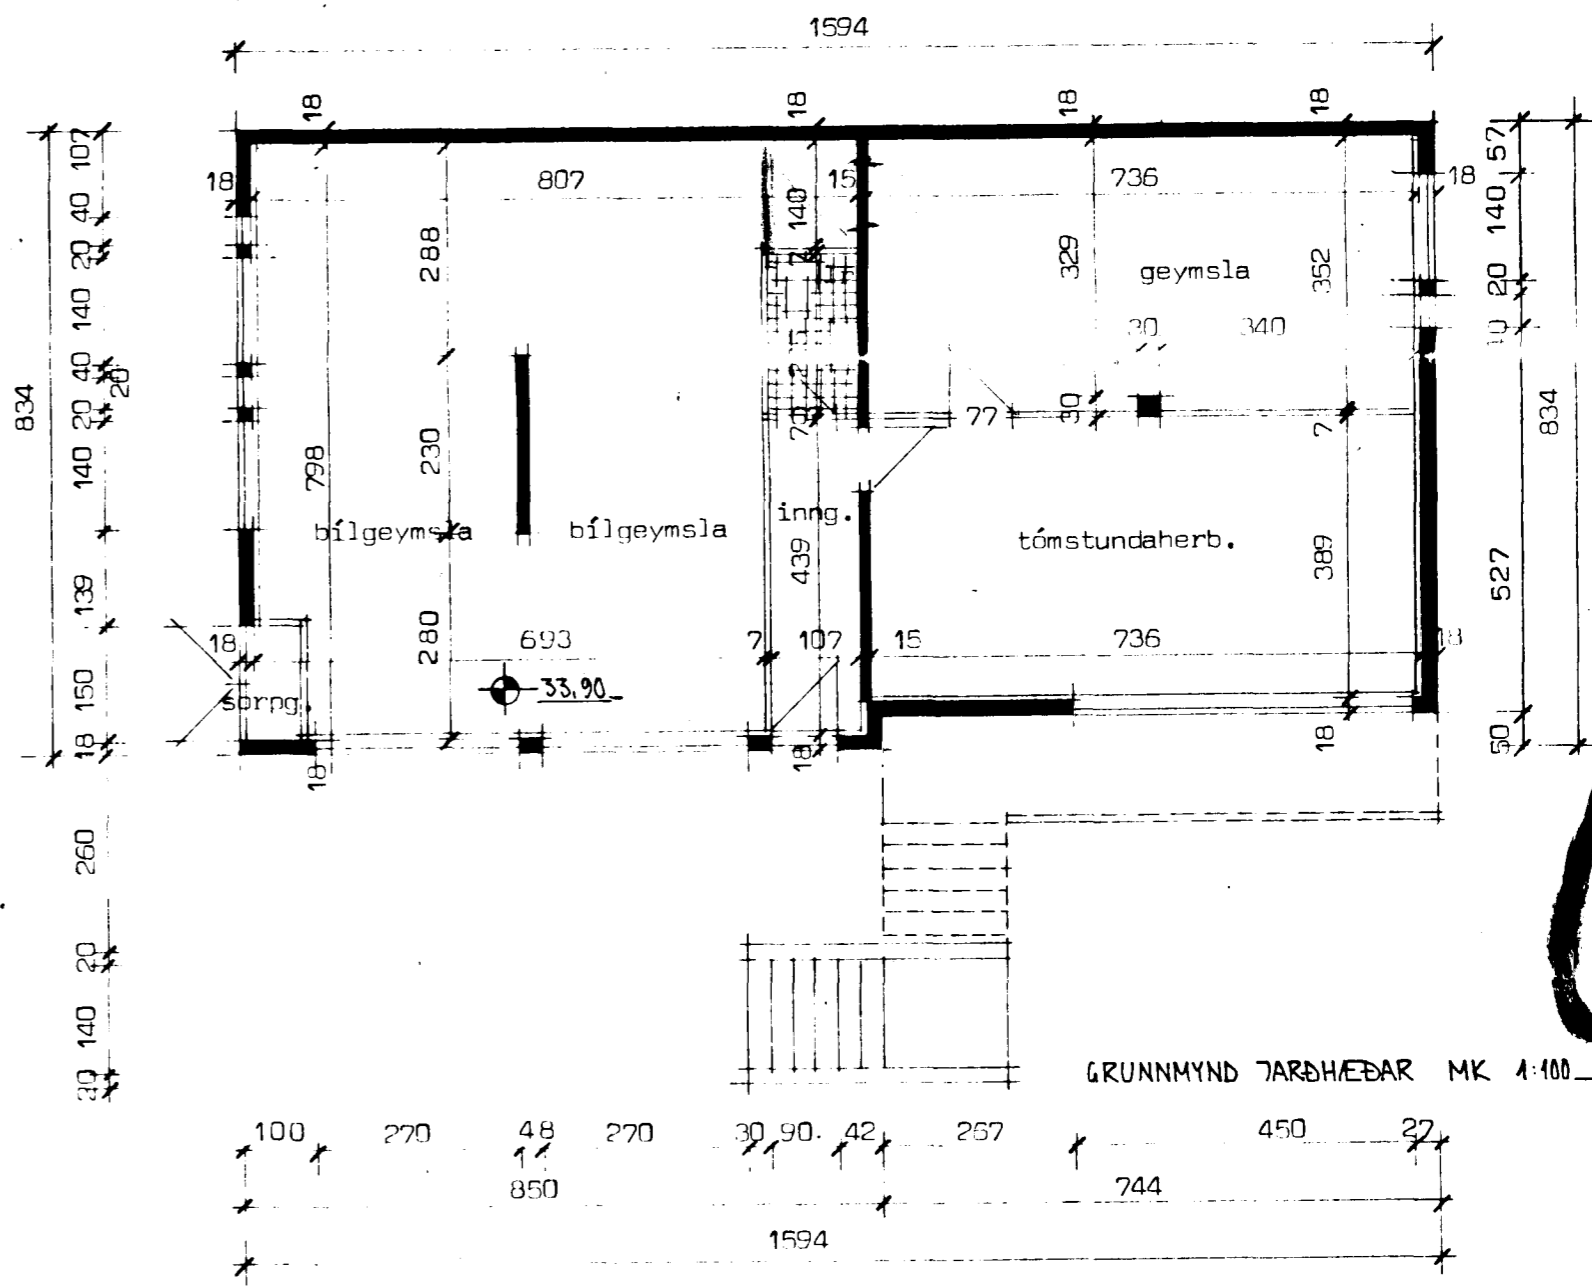 1594
18 18 18 18
107 57
18 807 15 736 18
40 140 140
288 329 geymsla 352
20 20
140 30 340
834 40 20 834
20 77 30 7
140 798 230
bílgeymsla bílgeymsla inng. tómstundaherb.
439 389 527
139
18 280 693 7 107 15 736 18
150 sorpg. 33.90
18 18 18 18 50
260
20
140
20
GRUNNMYND JARÐHÆÐAR MK 1:100
100 270 48 270 30 90. 42 267 450 27
850 744
1594